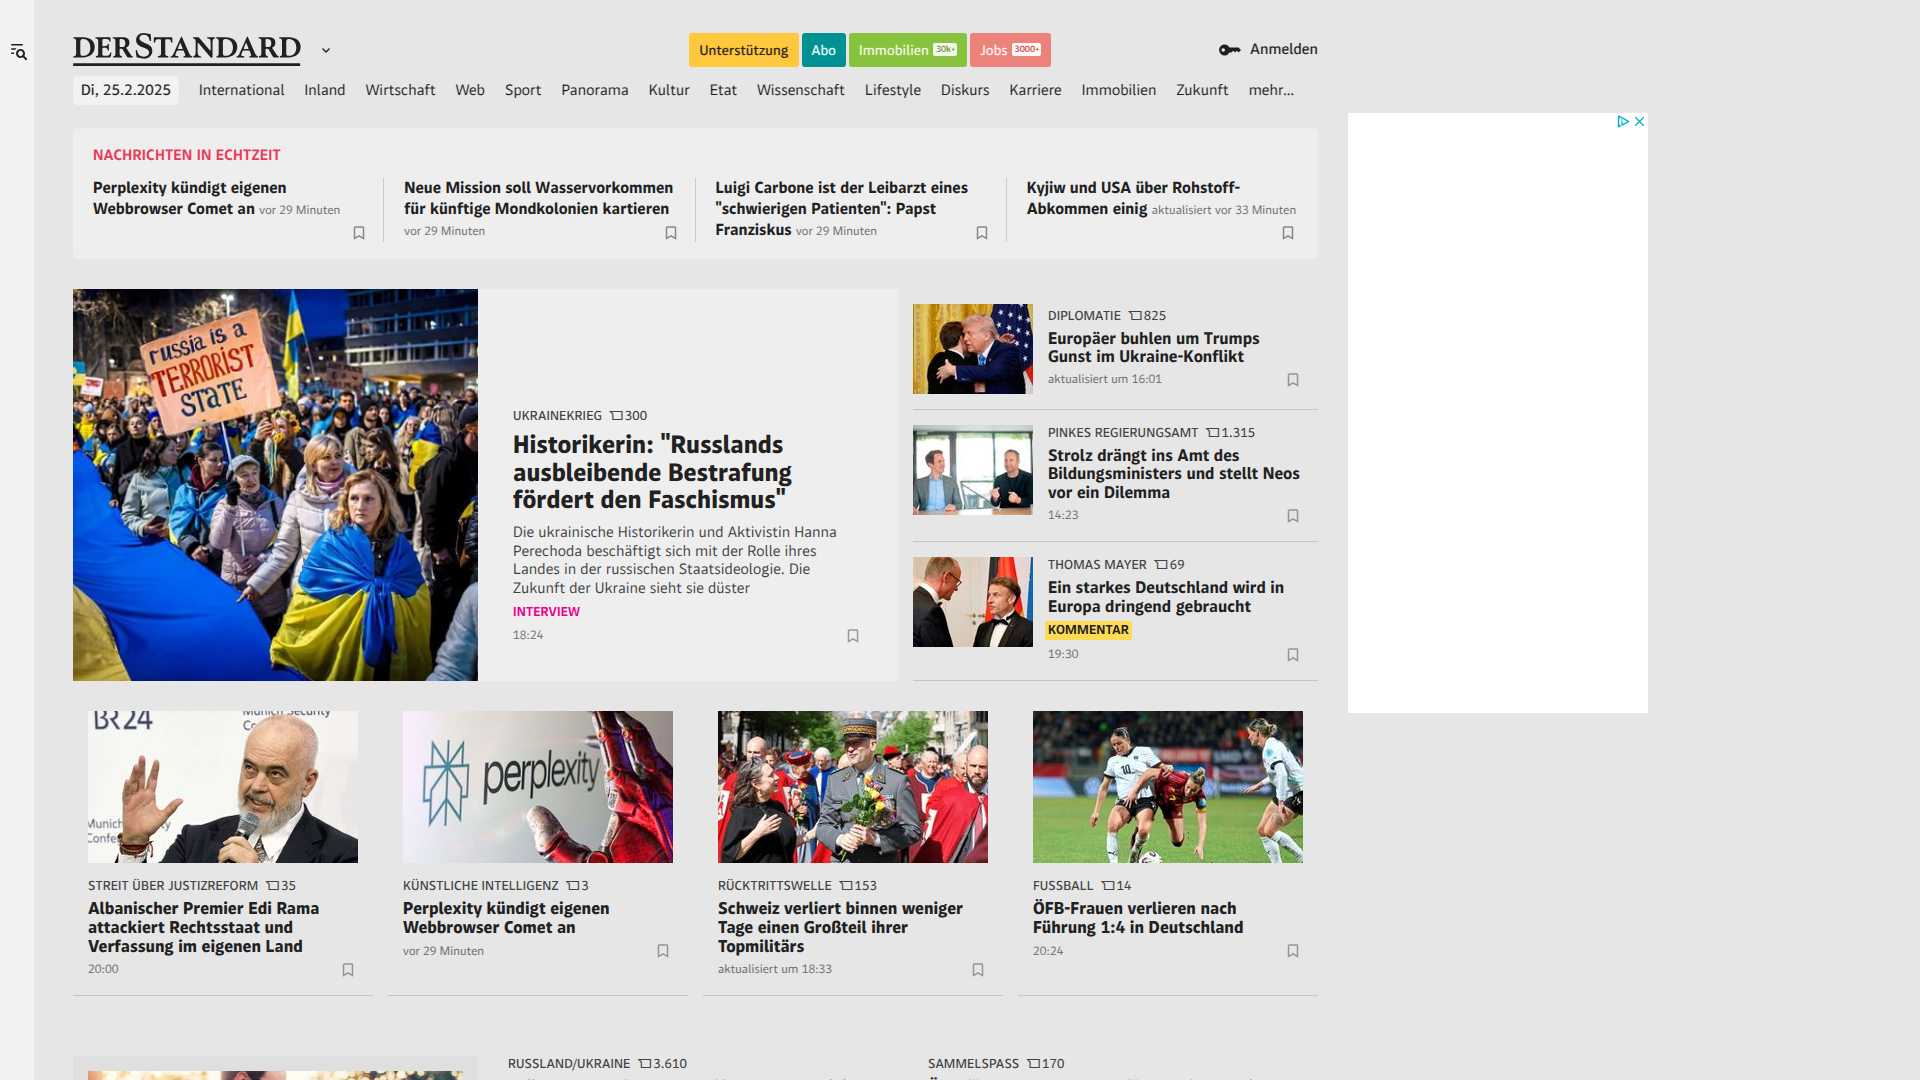 DERSTANDARD
Unterstützung
Abo
Immobilien 30k+
Jobs 3000+
Anmelden
Di, 25.2.2025
International
Inland
Wirtschaft
Web
Sport
Panorama
Kultur
Etat
Wissenschaft
Lifestyle
Diskurs
Karriere
Immobilien
Zukunft
mehr...
NACHRICHTEN IN ECHTZEIT
Perplexity kündigt eigenen
Webbrowser Comet an vor 29 Minuten
Neue Mission soll Wasservorkommen
für künftige Mondkolonien kartieren
vor 29 Minuten
Luigi Carbone ist der Leibarzt eines
"schwierigen Patienten": Papst
Franziskus vor 29 Minuten
Kyjiw und USA über Rohstoff-
Abkommen einig aktualisiert vor 33 Minuten
russia is a
TERRORIST
STaTE
UKRAINEKRIEG 300
Historikerin: "Russlands
ausbleibende Bestrafung
fördert den Faschismus"
Die ukrainische Historikerin und Aktivistin Hanna
Perechoda beschäftigt sich mit der Rolle ihres
Landes in der russischen Staatsideologie. Die
Zukunft der Ukraine sieht sie düster
INTERVIEW
18:24
DIPLOMATIE 825
Europäer buhlen um Trumps
Gunst im Ukraine-Konflikt
aktualisiert um 16:01
PINKES REGIERUNGSAMT 1.315
Strolz drängt ins Amt des
Bildungsministers und stellt Neos
vor ein Dilemma
14:23
THOMAS MAYER 69
Ein starkes Deutschland wird in
Europa dringend gebraucht
KOMMENTAR
19:30
BR24
Munich Security
Co
Munich
Confe
STREIT ÜBER JUSTIZREFORM 35
Albanischer Premier Edi Rama
attackiert Rechtsstaat und
Verfassung im eigenen Land
20:00
perplexity
KÜNSTLICHE INTELLIGENZ 3
Perplexity kündigt eigenen
Webbrowser Comet an
vor 29 Minuten
RÜCKTRITTSWELLE 153
Schweiz verliert binnen weniger
Tage einen Großteil ihrer
Topmilitärs
aktualisiert um 18:33
10
FUSSBALL 14
ÖFB-Frauen verlieren nach
Führung 1:4 in Deutschland
20:24
RUSSLAND/UKRAINE 3.610
SAMMELSPASS 170